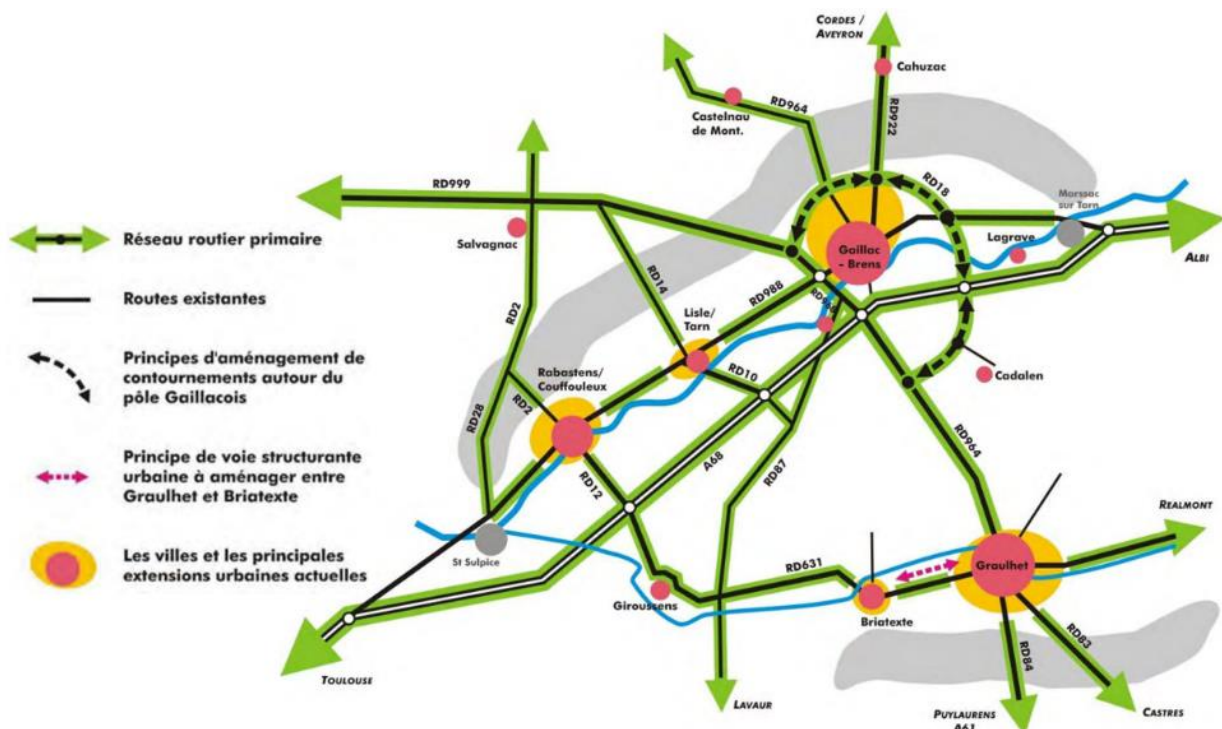 Réseau routier primaire
Routes existantes
Principes d'aménagement de
contournements autour du
pôle Gaillacois
Principe de voie structurante
urbaine à aménager entre
Graulhet et Briatexte
Les villes et les principales
extensions urbaines actuelles
CORDES /
AVEYRON
Cahuzac
RD964
Castelnau
de Mont.
RD922
RD999
RD18
Marssac
sur Tarn
Salvagnac
Lagrave
Gaillac
- Brens
ALBI
RD14
RD988
RD2
Lisle/
Tarn
Rabastens/
Couffouleux
RD10
Cadalen
RD2
RD28
A68
RD964
RD87
RD12
REALMONT
St Sulpice
RD631
Graulhet
Giroussens
Briatexte
RD84
RD83
TOULOUSE
LAVAUR
PUYLAURENS
A61
CASTRES